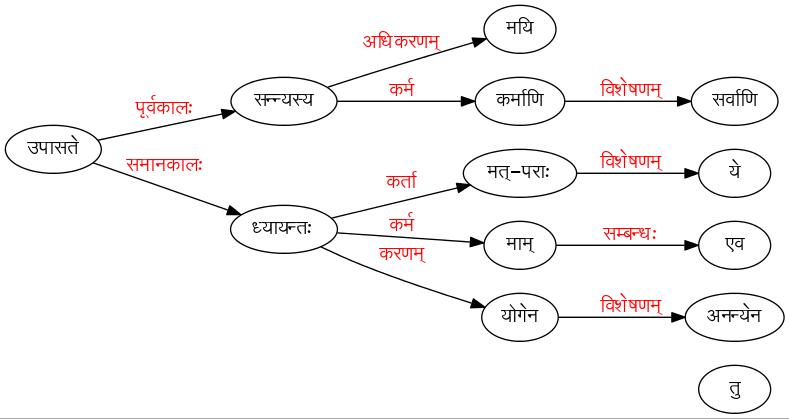 मयि
अधिकरणम्
पूर्वकालः सन्न्यस्य कर्म कर्माणि विशेषणम् सर्वाणि
उपासते
समानकालः मत्-पराः विशेषणम् ये
कर्ता
ध्यायन्तः कर्म माम् सम्बन्धः एव
करणम्
योगेन विशेषणम् अनन्येन
तु